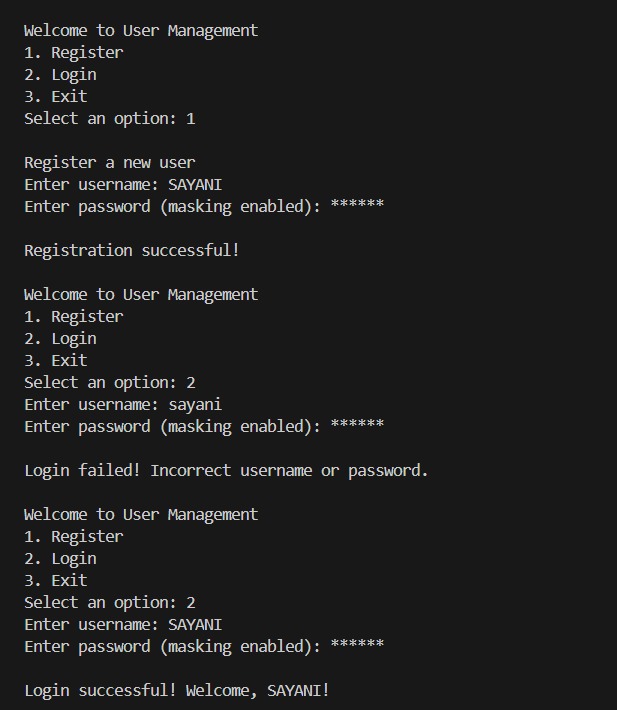 Welcome to User Management
1. Register
2. Login
3. Exit
Select an option: 1
Register a new user
Enter username: SAYANI
Enter password (masking enabled): ******
Registration successful!
Welcome to User Management
1. Register
2. Login
3. Exit
Select an option: 2
Enter username: sayani
Enter password (masking enabled): ******
Login failed! Incorrect username or password.
Welcome to User Management
1. Register
2. Login
3. Exit
Select an option: 2
Enter username: SAYANI
Enter password (masking enabled): ******
Login successful! Welcome, SAYANI!